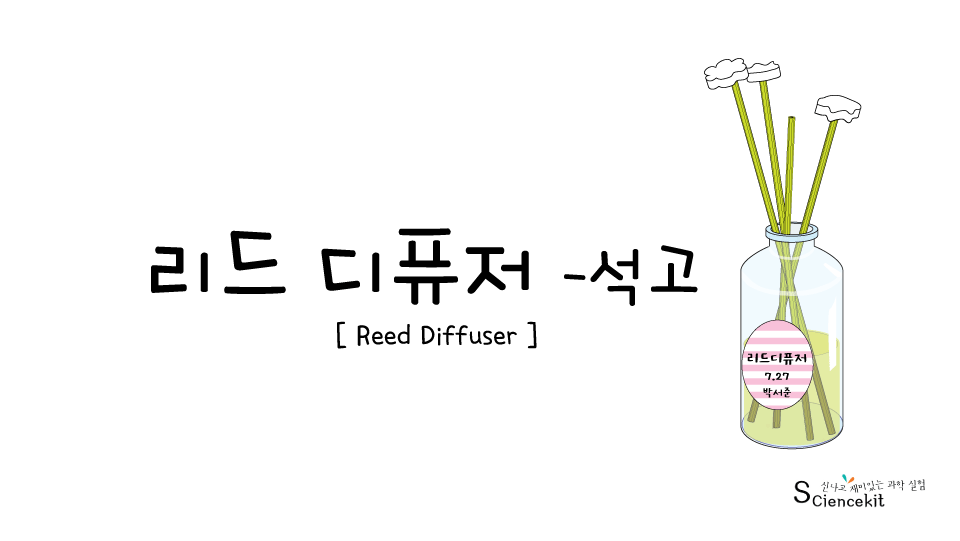 리드 디퓨저 -석고
[ Reed Diffuser ]
리드디퓨저
7.27
박서준
신나고 재미있는 과학 실험
Sciencekit